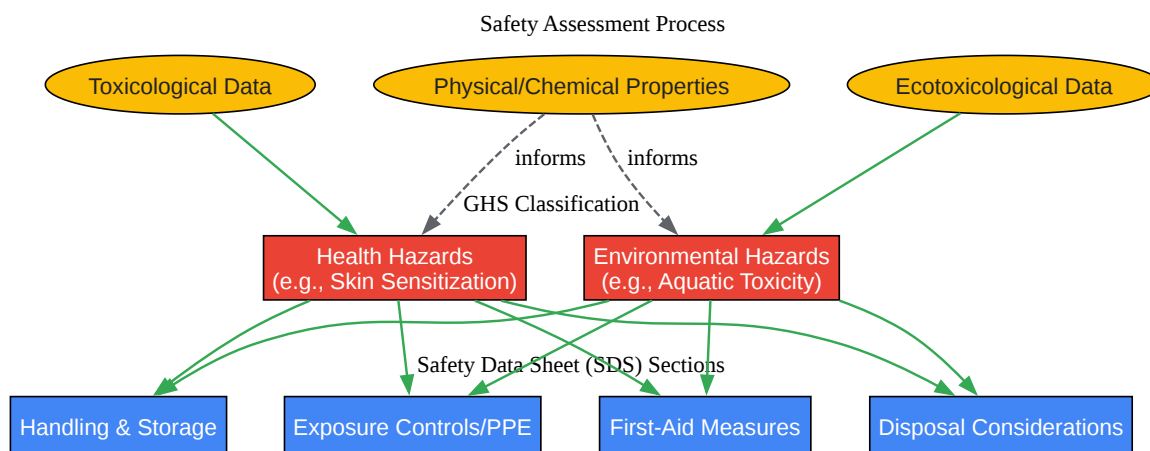 Safety Assessment Process
Toxicological Data
Physical/Chemical Properties
Ecotoxicological Data
informs
informs
GHS Classification
Health Hazards
(e.g., Skin Sensitization)
Environmental Hazards
(e.g., Aquatic Toxicity)
Safety Data Sheet (SDS) Sections
Handling & Storage
Exposure Controls/PPE
First-Aid Measures
Disposal Considerations